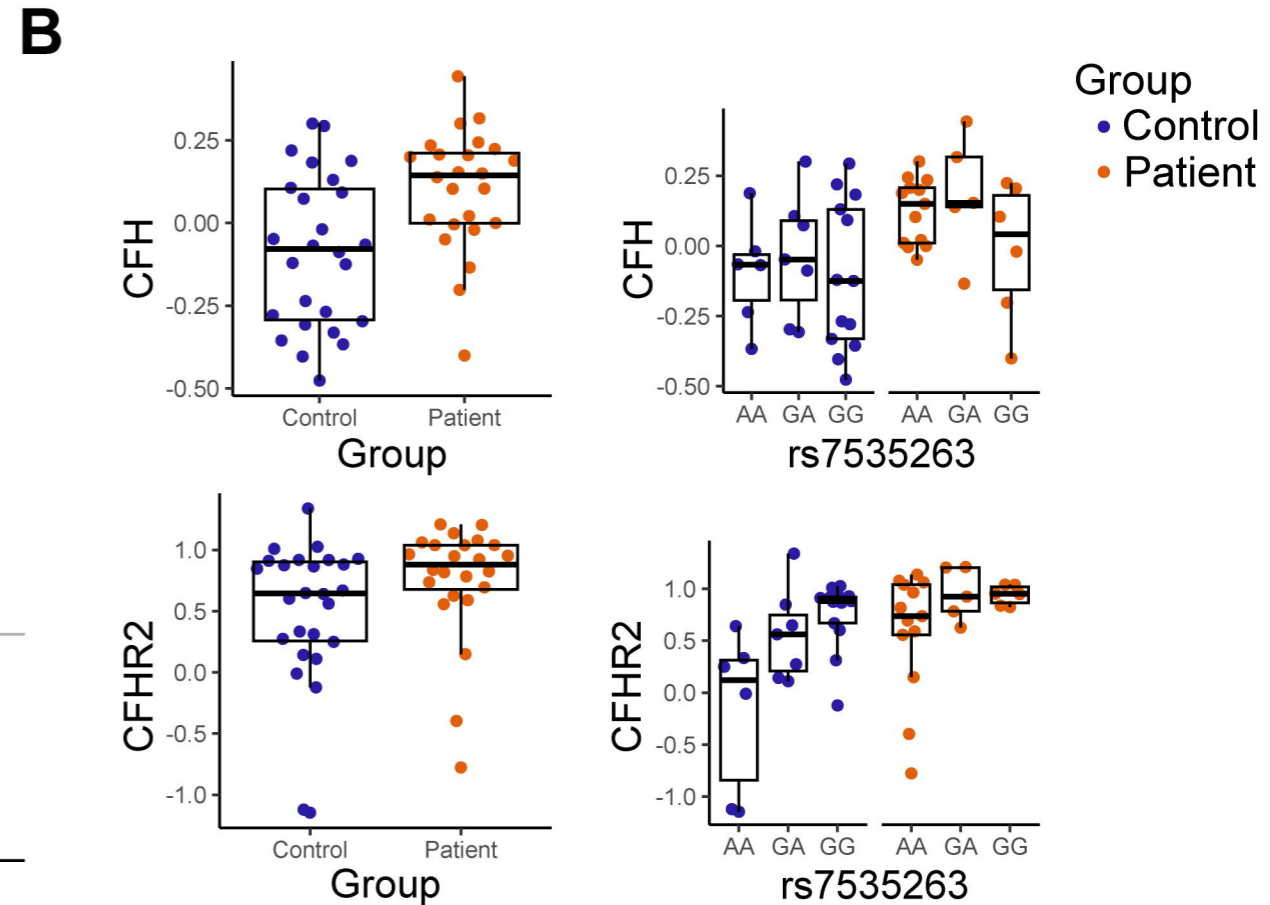 B
CFH
0.25
0.00
-0.25
-0.50
Control Patient
Group
CFH
0.25
0.00
-0.25
-0.50
AA GA GG AA GA GG
rs7535263
Group
Control
Patient
CFHR2
1.0
0.5
0.0
-0.5
-1.0
Control Patient
Group
CFHR2
1.0
0.5
0.0
-0.5
-1.0
AA GA GG AA GA GG
rs7535263